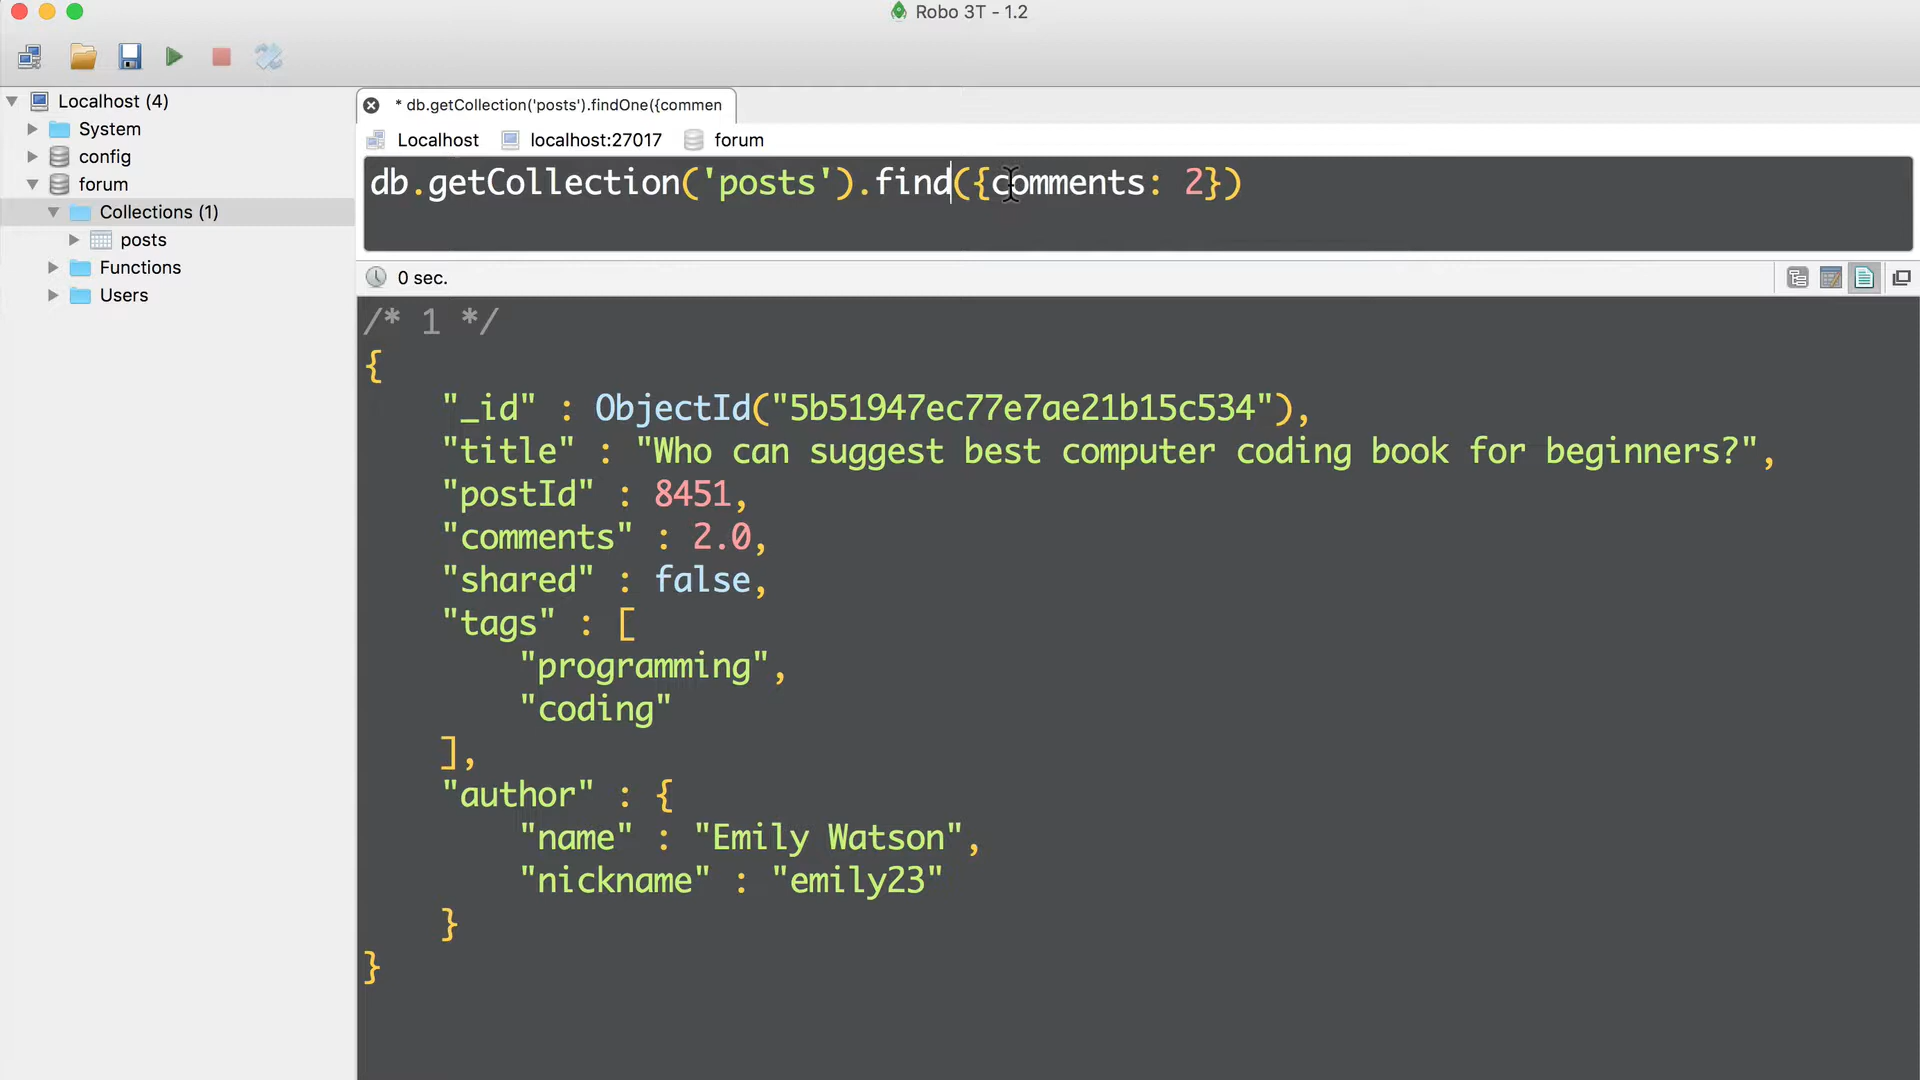 Robo 3T - 1.2
Localhost (4)
System
config
forum
Collections (1)
posts
Functions
Users
* db.getCollection('posts').findOne({commen
Localhost localhost:27017 forum
db.getCollection('posts').find({comments: 2})
0 sec.
/* 1 */
{
"_id" : ObjectId("5b51947ec77e7ae21b15c534"),
"title" : "Who can suggest best computer coding book for beginners?",
"postId" : 8451,
"comments" : 2.0,
"shared" : false,
"tags" : [
"programming",
"coding"
],
"author" : {
"name" : "Emily Watson",
"nickname" : "emily23"
}
}